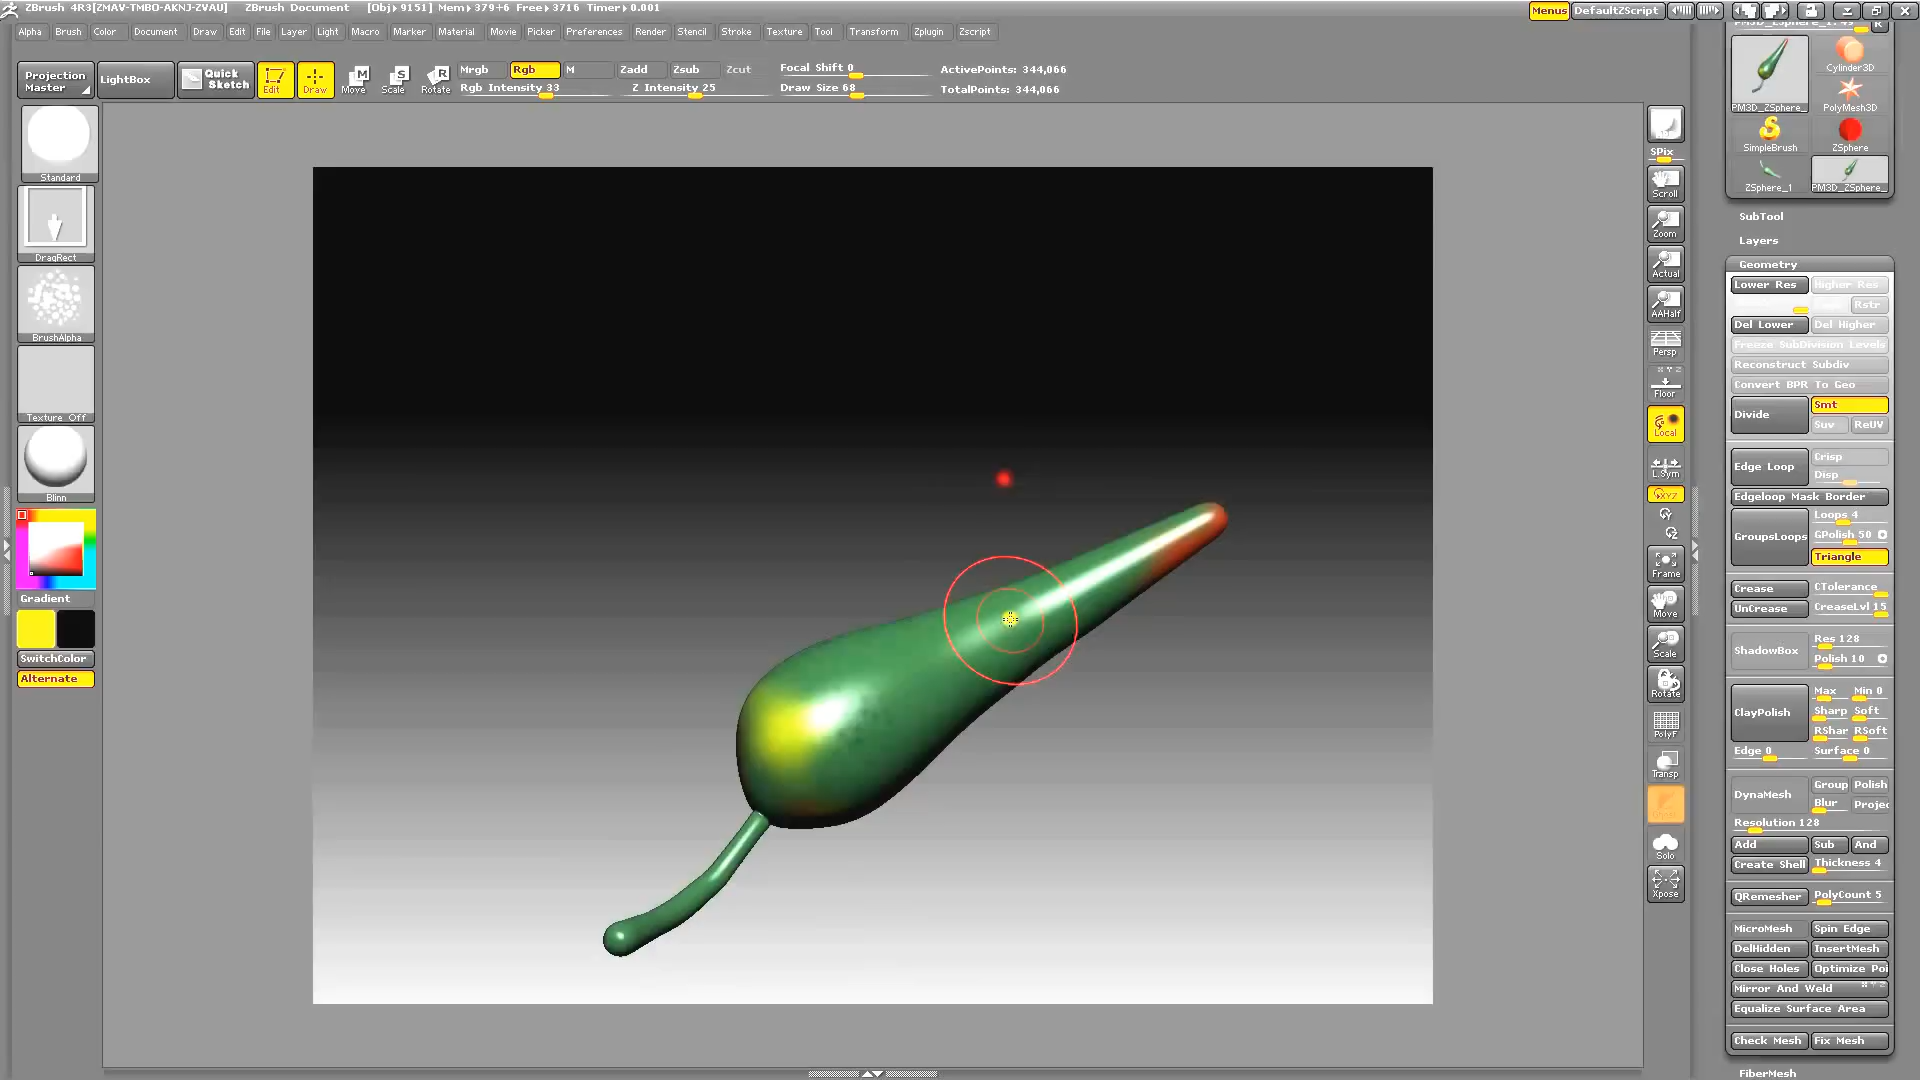 ZBrush 4R3[ZMAV-TMBO-AKNJ-ZVAU] ZBrush Document [Obj▸9151] Mem▸379+6 Free▸3716 Timer▸0.001 Menus DefaultZScript
Alpha Brush Color Document Draw Edit File Layer Light Macro Marker Material Movie Picker Preferences Render Stencil Stroke Texture Tool Transform Zplugin Zscript
Projection Master
LightBox
Quick Sketch
Edit
Draw
Move
Scale
Rotate
Mrgb Rgb M Zadd Zsub Zcut
Rgb Intensity 33 Z Intensity 25
Focal Shift 0
Draw Size 68
ActivePoints: 344,066
TotalPoints: 344,066
Standard
DragRect
BrushAlpha
Texture Off
Blinn
Gradient
SwitchColor
Alternate
SPix
Scroll
Zoom
Actual
AAHalf
Persp
Floor
Local
L.Sym
XYZ
Frame
Move
Scale
Rotate
PolyF
Transp
Solo
Xpose
R
PM3D_ZSphere_
Cylinder3D
PolyMesh3D
SimpleBrush
ZSphere
ZSphere_1
PM3D_ZSphere_
SubTool
Layers
Geometry
Lower Res Higher Res
Rstr
Del Lower Del Higher
Freeze SubDivision Levels
Reconstruct Subdiv
Convert BPR To Geo
Divide
Smt
Suv ReUV
Edge Loop
Crisp
Disp
Edgeloop Mask Border
GroupsLoops
Loops 4
GPolish 50
Triangle
Crease CTolerance
UnCrease CreaseLvl 15
ShadowBox
Res 128
Polish 10
ClayPolish
Max Min 0
Sharp Soft
RShar RSoft
Edge 0 Surface 0
DynaMesh
Group Polish
Blur Projec
Resolution 128
Add Sub And
Create Shell Thickness 4
QRemesher PolyCount 5
MicroMesh Spin Edge
DelHidden InsertMesh
Close Holes Optimize Poi
Mirror And Weld
Equalize Surface Area
Check Mesh Fix Mesh
FiberMesh